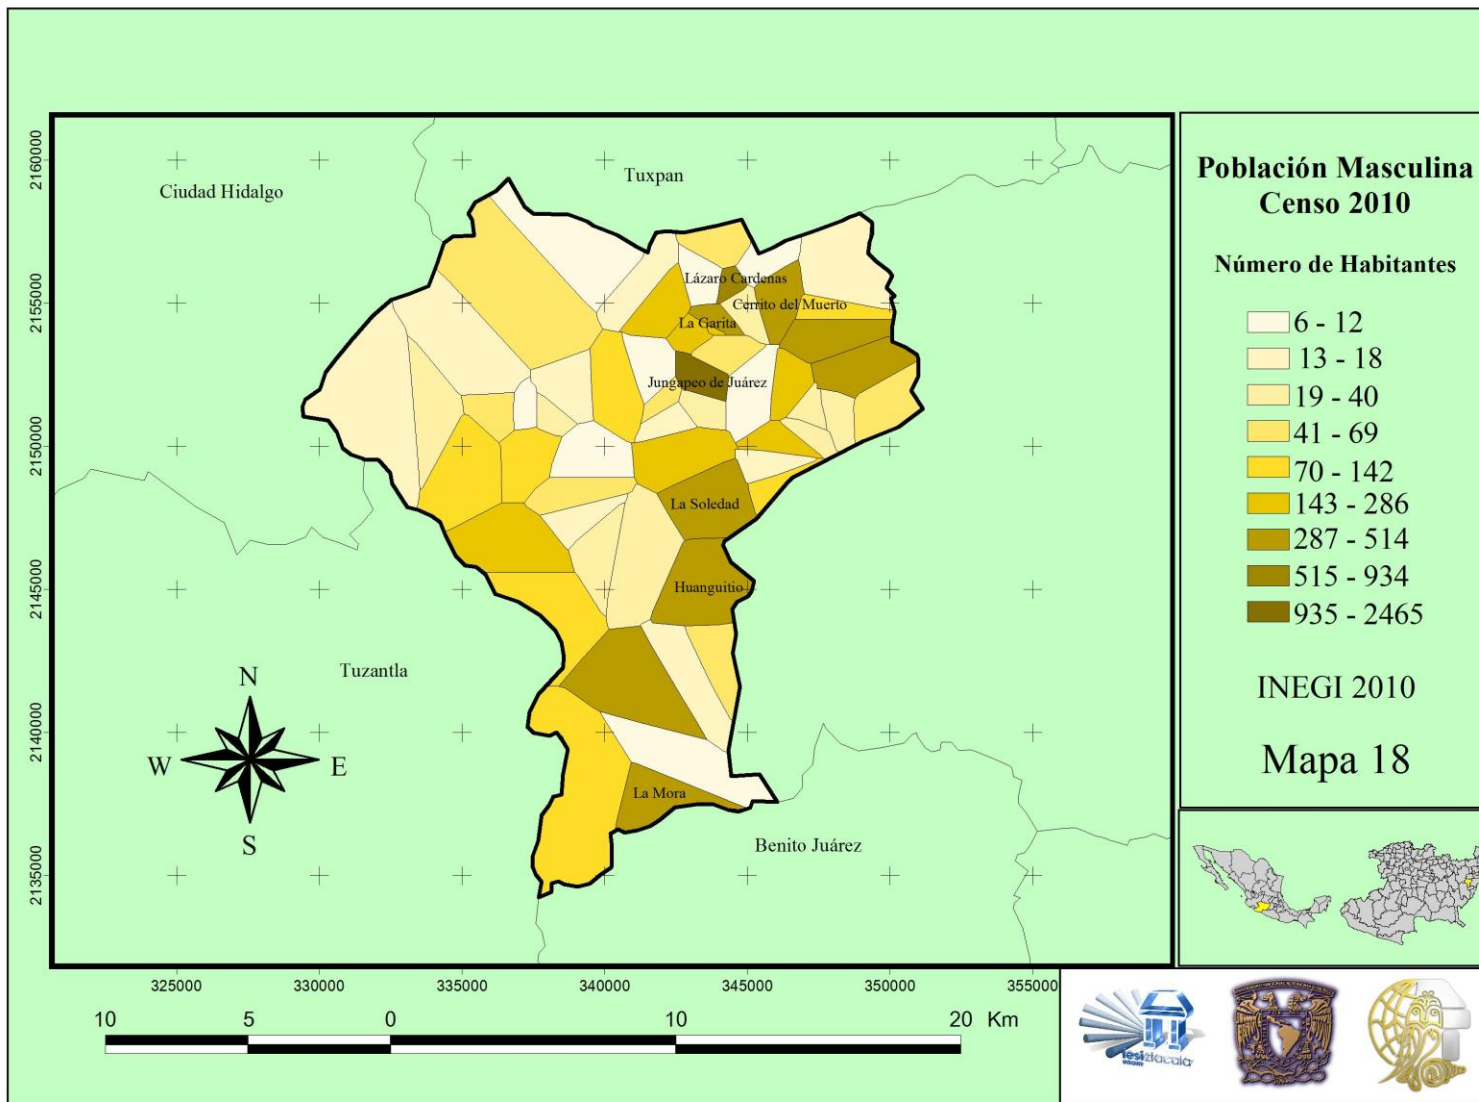 Ciudad Hidalgo
Tuxpan
Lázaro Cardenas
Cerrito del Muerto
La Garita
Jungapeo de Juárez
La Soledad
Huanguitio
Tuzantla
La Mora
Benito Juárez
N
W
E
S
2160000
2155000
2150000
2145000
2140000
2135000
325000
330000
335000
340000
345000
350000
355000
10
5
0
10
20
Km
Población Masculina
Censo 2010
Número de Habitantes
6 - 12
13 - 18
19 - 40
41 - 69
70 - 142
143 - 286
287 - 514
515 - 934
935 - 2465
INEGI 2010
Mapa 18